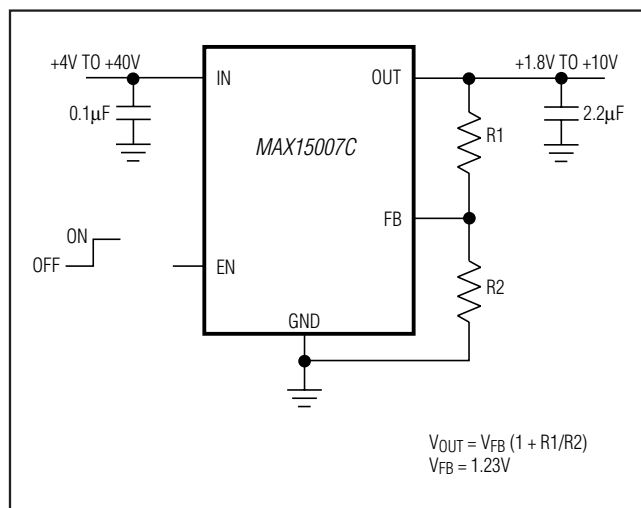 +4V TO +40V
IN
OUT
+1.8V TO +10V
0.1µF
MAX15007C
R1
2.2µF
FB
ON
OFF
EN
R2
GND
VOUT = VFB (1 + R1/R2)
VFB = 1.23V